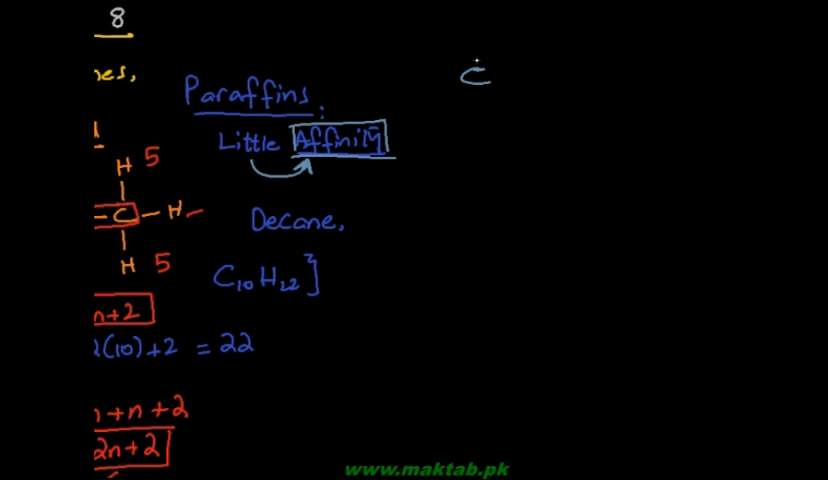 8
nes,
Paraffins:
Little Affinity
H 5
- C - H -
H 5
Decane,
C10H22]
n+2
2(10)+2 = 22
n+n+2
2n+2
C
www.maktab.pk